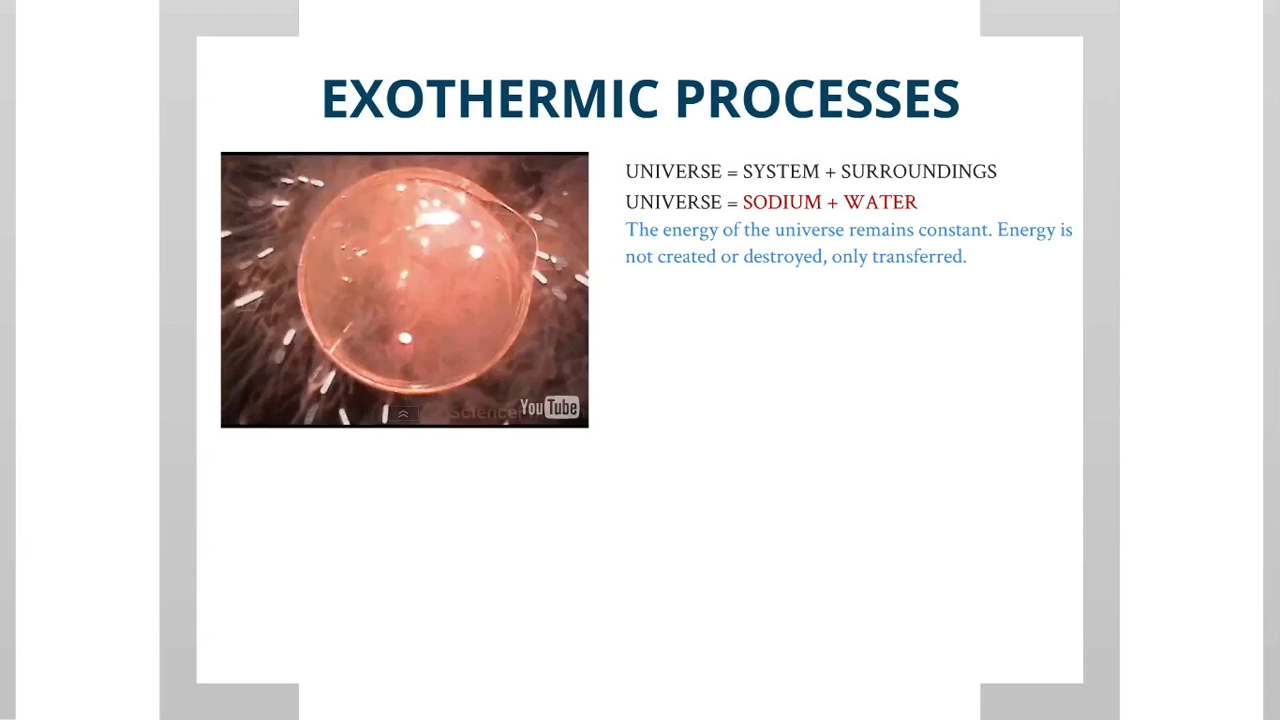 EXOTHERMIC PROCESSES
UNIVERSE = SYSTEM + SURROUNDINGS
UNIVERSE = SODIUM + WATER
The energy of the universe remains constant. Energy is
not created or destroyed, only transferred.
YouTube